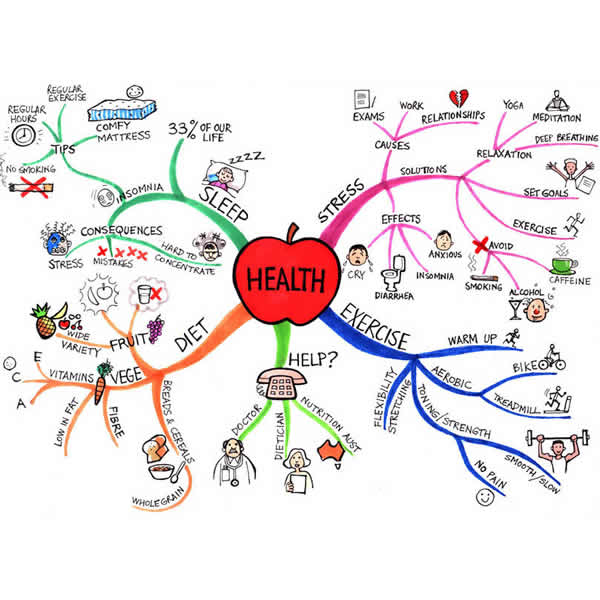 HEALTH
SLEEP
33% OF OUR
LIFE
ZZZZ
INSOMNIA
TIPS
REGULAR
EXERCISE
REGULAR
HOURS
COMFY
MATTRESS
NO SMOKING
CONSEQUENCES
STRESS
MISTAKES
HARD TO
CONCENTRATE
STRESS
CAUSES
/EXAMS
WORK
RELATIONSHIPS
SOLUTIONS
RELAXATION
YOGA
MEDITATION
DEEP BREATHING
SET GOALS
EXERCISE
AVOID
SMOKING
ALCOHOL
CAFFEINE
EFFECTS
CRY
DIARRHEA
INSOMNIA
ANXIOUS
DIET
FRUIT
WIDE
VARIETY
VEGE
VITAMINS
E
C
A
LOW IN FAT
FIBRE
BREADS & CEREALS
WHOLEGRAIN
HELP?
DOCTOR
DIETICIAN
NUTRITION AUST
EXERCISE
WARM UP
AEROBIC
BIKE
TREADMILL
FLEXIBILITY
STRETCHING
TONING/STRENGTH
SMOOTH/SLOW
NO PAIN